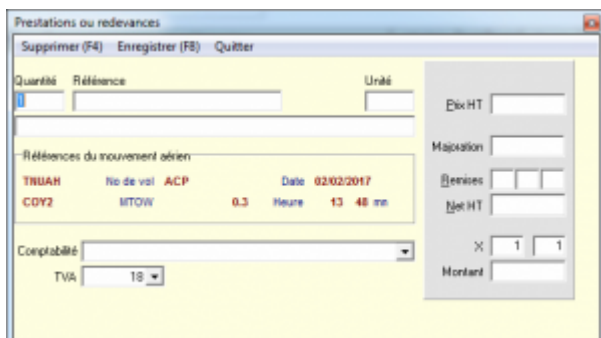 Prestations ou redevances
Supprimer (F4) Enregistrer (F8) Quitter
Quantité Référence Unité
1
Prix HT
Majoration
Références du mouvement aérien
TNUAH No de vol ACP Date 02/02/2017
COY2 MTOW 0.3 Heure 13 48 mn
Remises
Net HT
Comptabilité
X 1 1
TVA 18
Montant